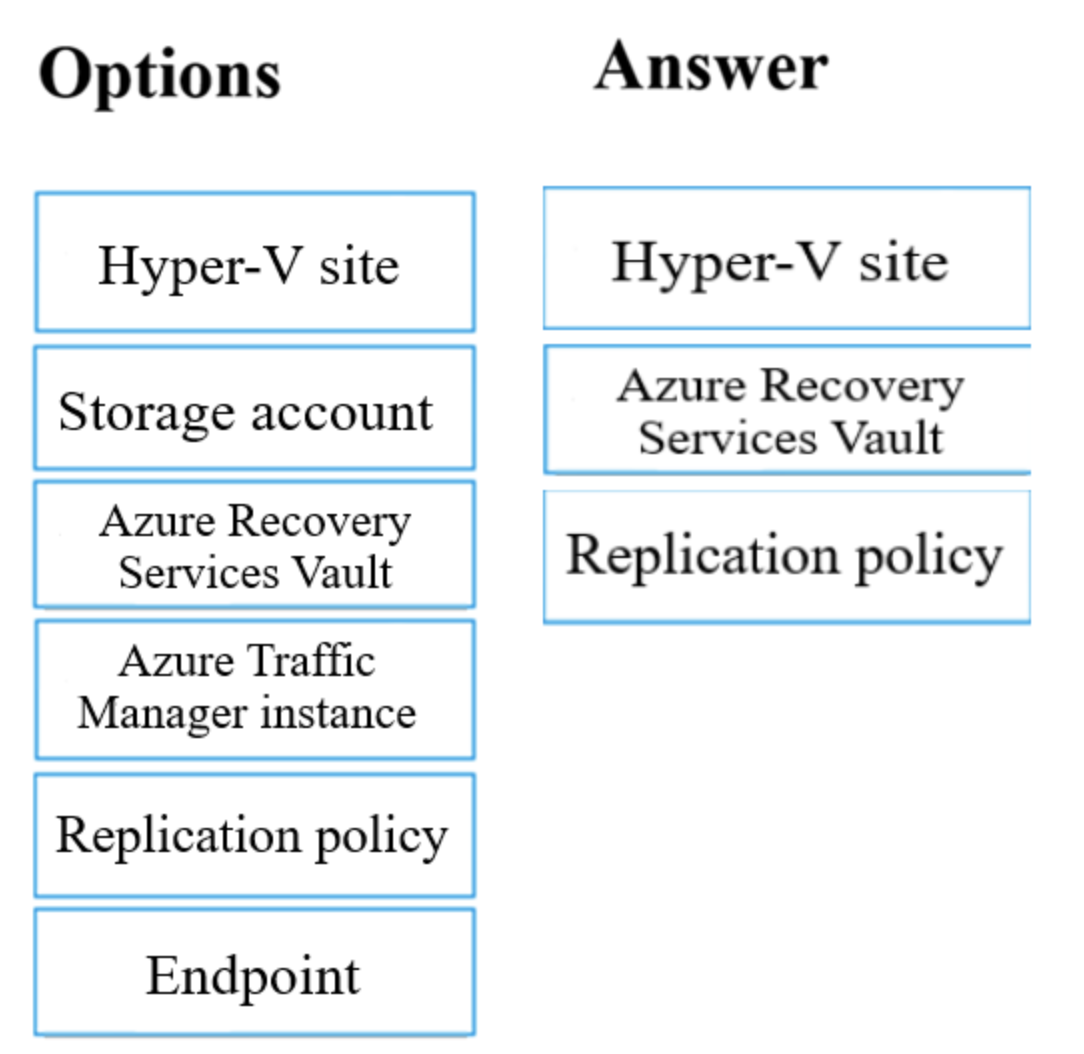 Options
Hyper-V site
Storage account
Azure Recovery
Services Vault
Azure Traffic
Manager instance
Replication policy
Endpoint
Answer
Hyper-V site
Azure Recovery
Services Vault
Replication policy